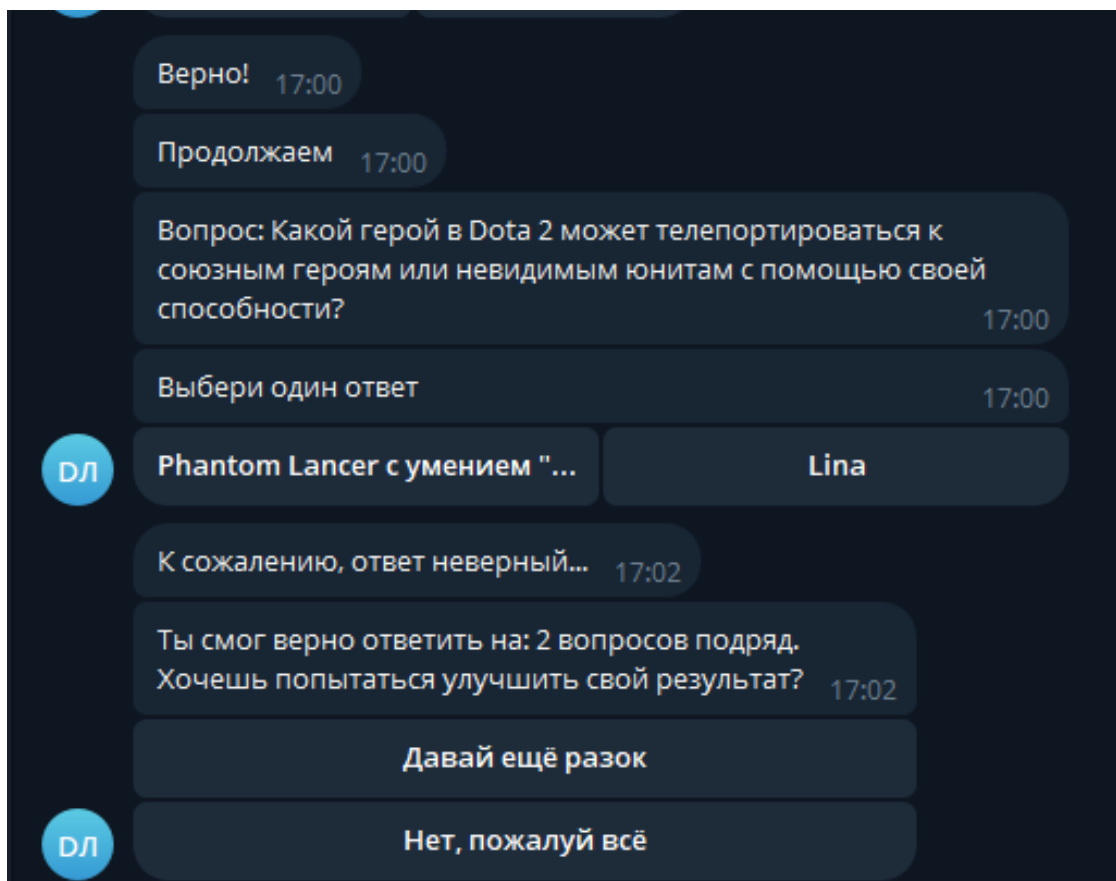 Верно! 17:00
Продолжаем 17:00
Вопрос: Какой герой в Dota 2 может телепортироваться к
союзным героям или невидимым юнитам с помощью своей
способности? 17:00
Выбери один ответ 17:00
DЛ Phantom Lancer с умением "... Lina
К сожалению, ответ неверный... 17:02
Ты смог верно ответить на: 2 вопросов подряд.
Хочешь попытаться улучшить свой результат? 17:02
Давай ещё разок
DЛ Нет, пожалуй всё